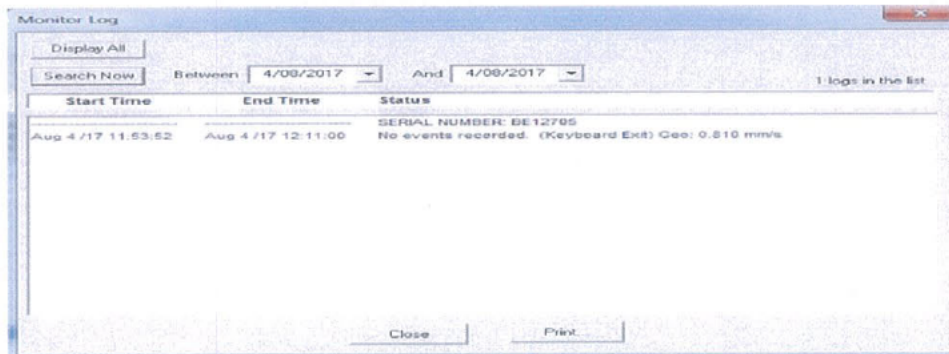 Monitor Log
Display All
Search Now Between 4/08/2017 And 4/08/2017 1 logs in the list
Start Time End Time Status
SERIAL NUMBER: BE12705
Aug 4 /17 11:53:52 Aug 4 /17 12:11:00 No events recorded. (Keyboard Exit) Geo: 0.810 mm/s
Close Print